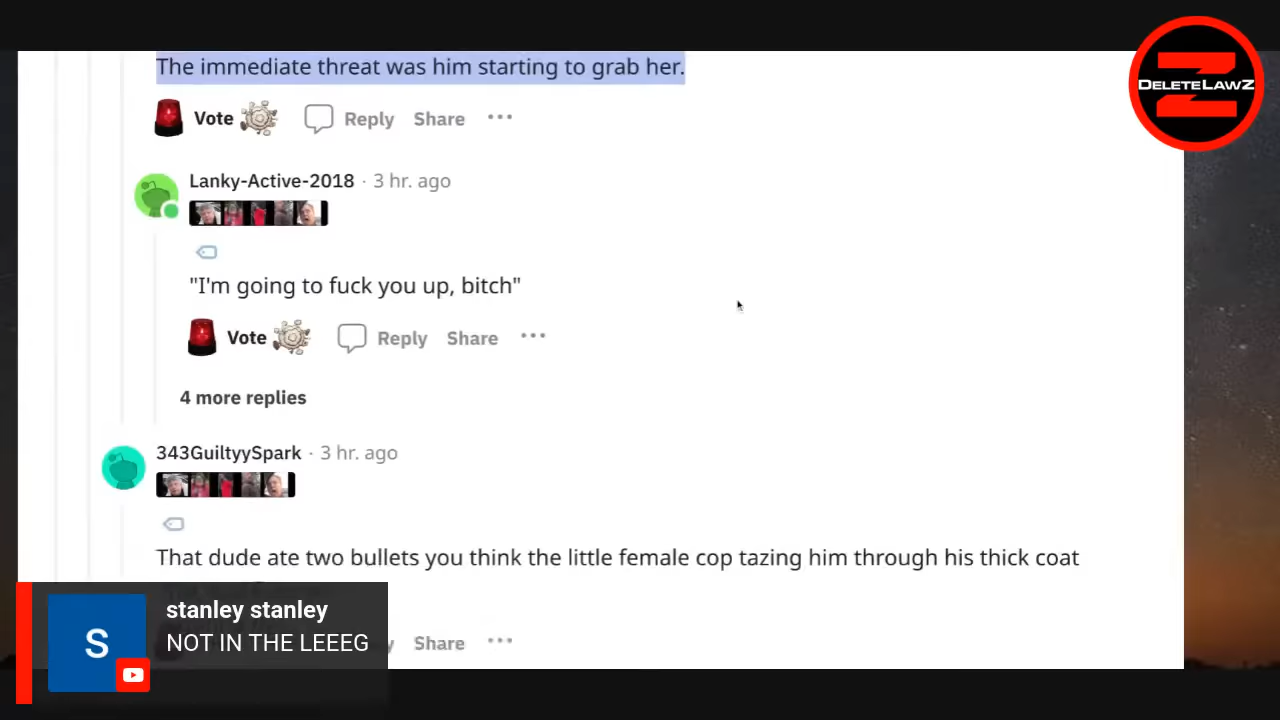 The immediate threat was him starting to grab her.
DELETELAWZ
Vote Reply Share
Lanky-Active-2018 · 3 hr. ago
"I'm going to fuck you up, bitch"
Vote Reply Share
4 more replies
343GuiltyySpark · 3 hr. ago
That dude ate two bullets you think the little female cop tazing him through his thick coat
stanley stanley
NOT IN THE LEEEG
S
Share